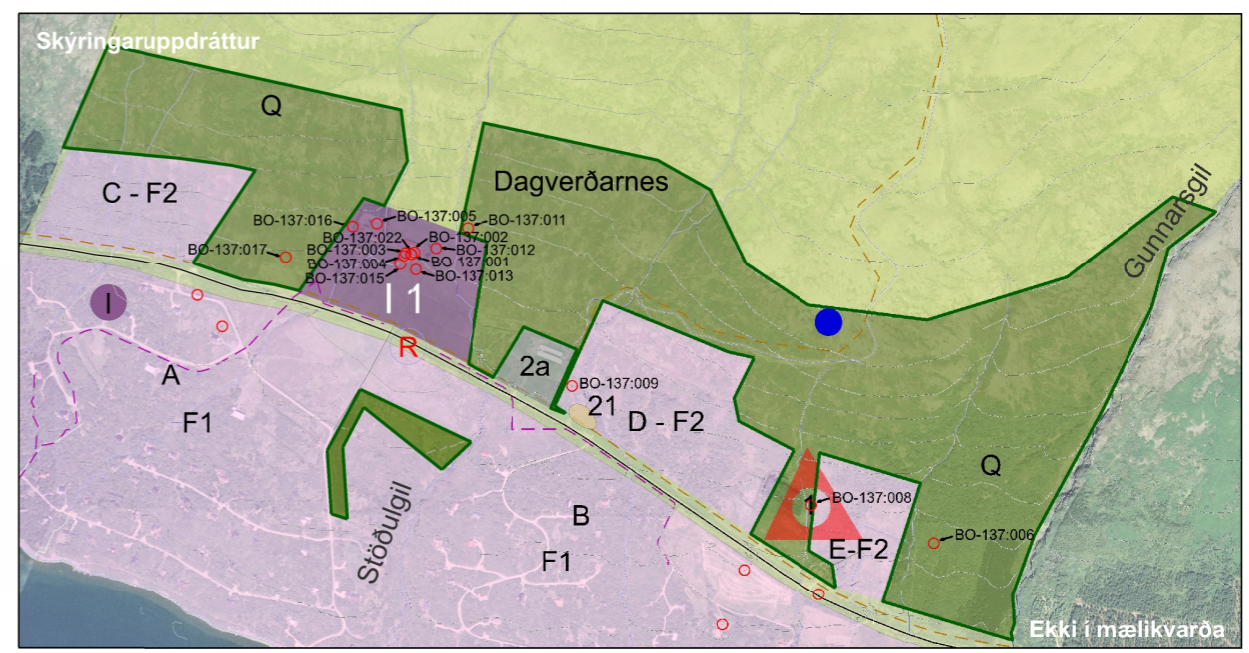 Skýringaruppdráttur
Q
Dagverðarnes
C - F2
Gunnarsgil
BO-137:016
BO-137:005
BO-137:011
BO-137:022
BO-137:002
BO-137:017
BO-137:003
BO-137:012
BO-137:004
BO-137:001
BO-137:015
BO-137:013
I
I 1
R
2a
A
BO-137:009
21
D - F2
F1
Q
1
BO-137:008
Stöðulgil
B
BO-137:006
E-F2
F1
Ekki í mælikvarða